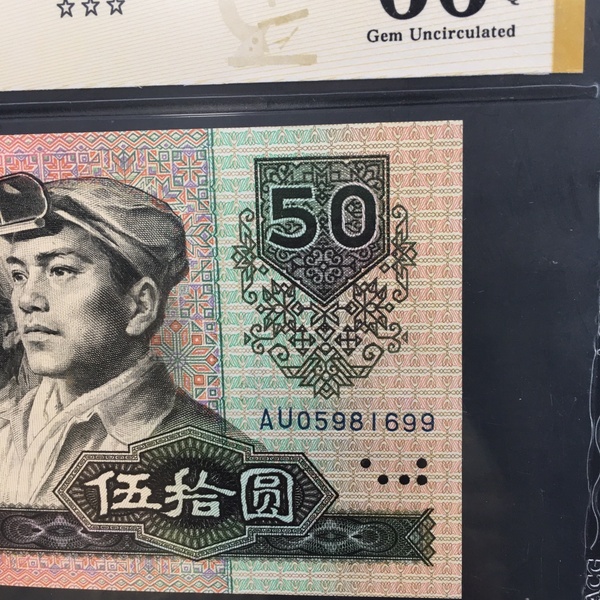 ☆☆☆
Gem Uncirculated
50
AU05981699
伍拾圆